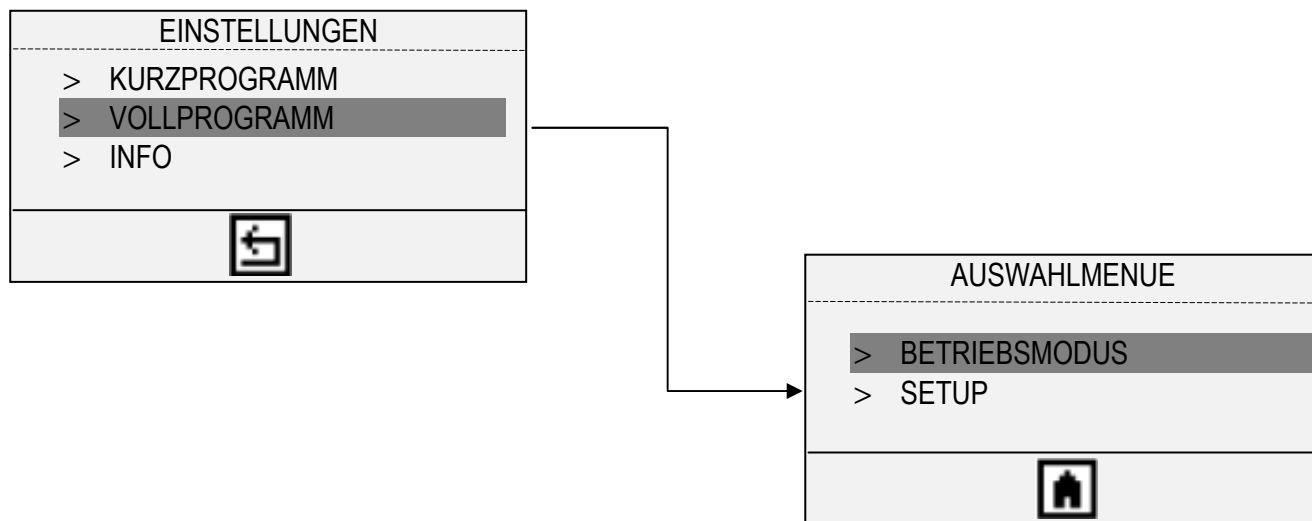 EINSTELLUNGEN
> KURZPROGRAMM
> VOLLPROGRAMM
> INFO
AUSWAHLMENUE
> BETRIEBSMODUS
> SETUP